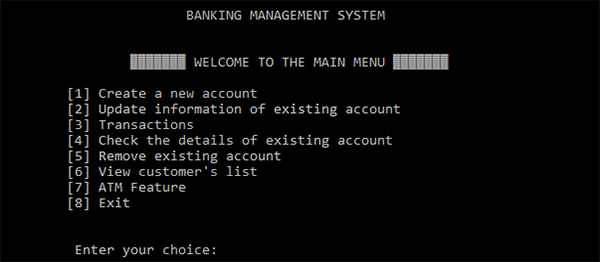 BANKING MANAGEMENT SYSTEM
WELCOME TO THE MAIN MENU
[1] Create a new account
[2] Update information of existing account
[3] Transactions
[4] Check the details of existing account
[5] Remove existing account
[6] View customer's list
[7] ATM Feature
[8] Exit
Enter your choice: